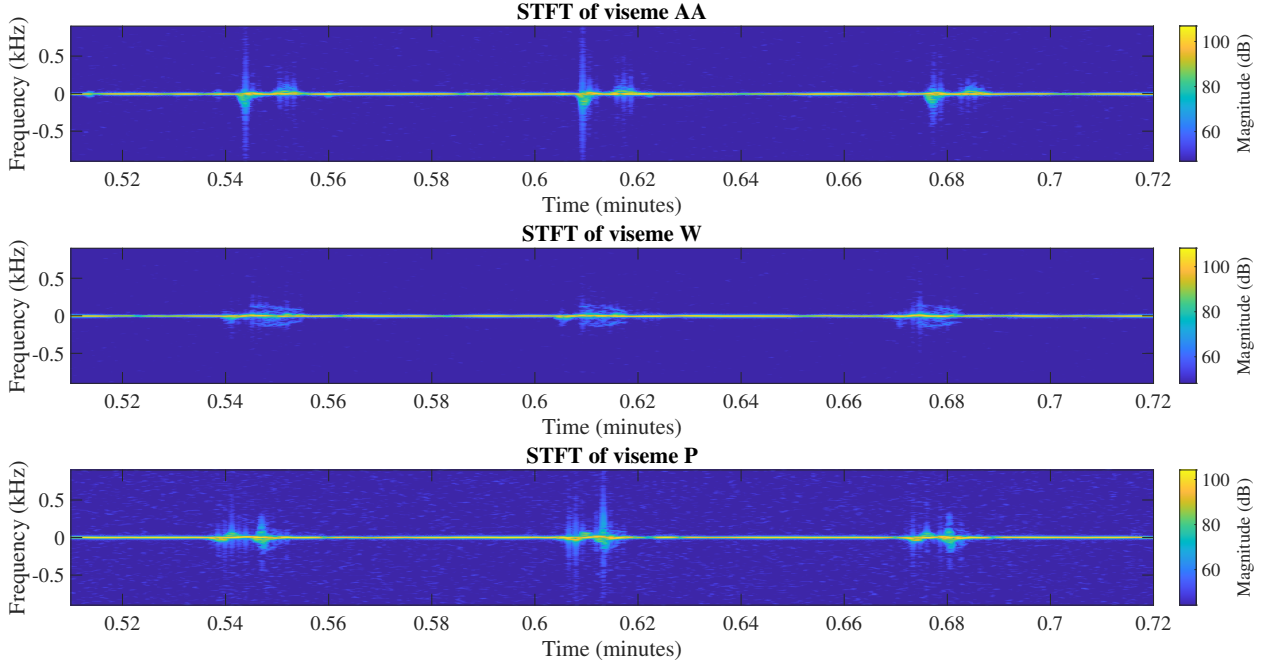 STFT of viseme AA
Frequency (kHz)
0.5
0
-0.5
0.52 0.54 0.56 0.58 0.6 0.62 0.64 0.66 0.68 0.7 0.72
Time (minutes)
100
80
60
Magnitude (dB)
STFT of viseme W
Frequency (kHz)
0.5
0
-0.5
0.52 0.54 0.56 0.58 0.6 0.62 0.64 0.66 0.68 0.7 0.72
Time (minutes)
100
80
60
Magnitude (dB)
STFT of viseme P
Frequency (kHz)
0.5
0
-0.5
0.52 0.54 0.56 0.58 0.6 0.62 0.64 0.66 0.68 0.7 0.72
Time (minutes)
100
80
60
Magnitude (dB)